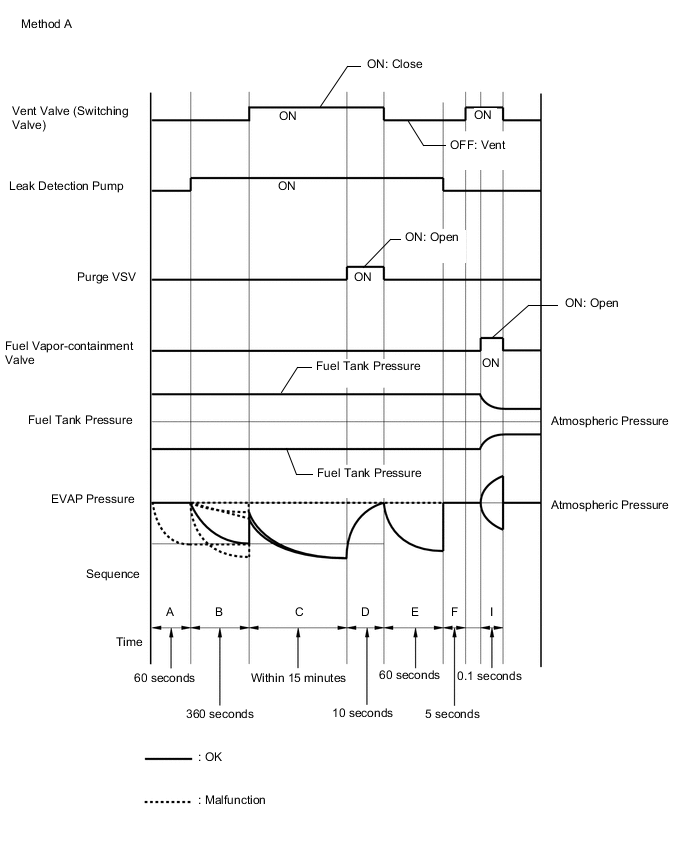 Method A
ON: Close
Vent Valve (Switching
Valve)
ON
ON
OFF: Vent
Leak Detection Pump
ON
ON: Open
Purge VSV
ON
ON: Open
Fuel Vapor-containment
Valve
ON
Fuel Tank Pressure
Fuel Tank Pressure
Atmospheric Pressure
Fuel Tank Pressure
EVAP Pressure
Atmospheric Pressure
Sequence
A B C D E F I
Time
60 seconds
Within 15 minutes
60 seconds
0.1 seconds
360 seconds
10 seconds
5 seconds
: OK
: Malfunction